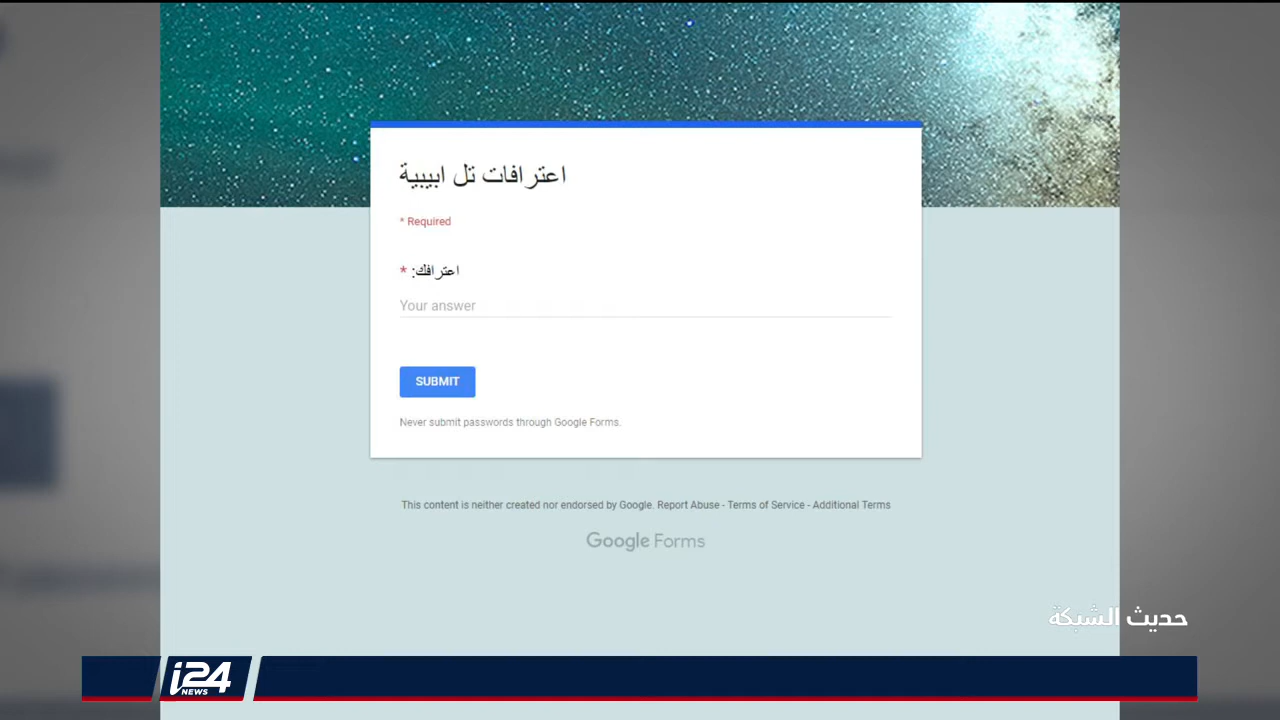 اعترافات تل ابيبية
* Required
اعترافك: *
Your answer
SUBMIT
Never submit passwords through Google Forms.
This content is neither created nor endorsed by Google. Report Abuse - Terms of Service - Additional Terms
Google Forms
حديث الشبكة
i24
NEWS